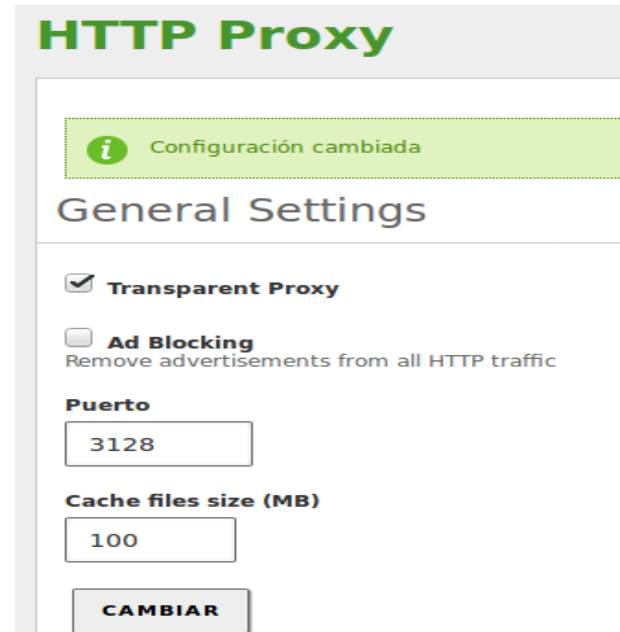 HTTP Proxy
Configuración cambiada
General Settings
Transparent Proxy
Ad Blocking
Remove advertisements from all HTTP traffic
Puerto
3128
Cache files size (MB)
100
CAMBIAR